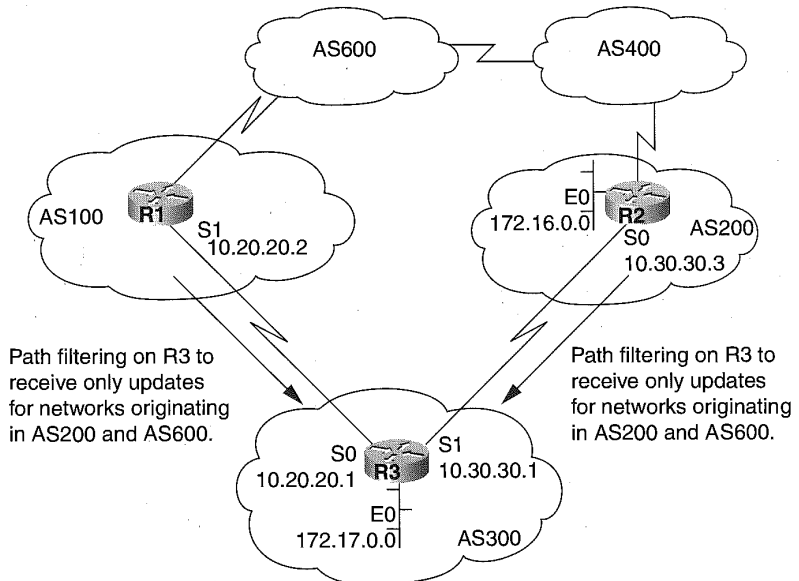 AS600
AS400
AS100
R1
S1
10.20.20.2
E0
172.16.0.0
R2
S0
AS200
10.30.30.3
Path filtering on R3 to
receive only updates
for networks originating
in AS200 and AS600.
Path filtering on R3 to
receive only updates
for networks originating
in AS200 and AS600.
S0
10.20.20.1
R3
S1
10.30.30.1
E0
172.17.0.0
AS300